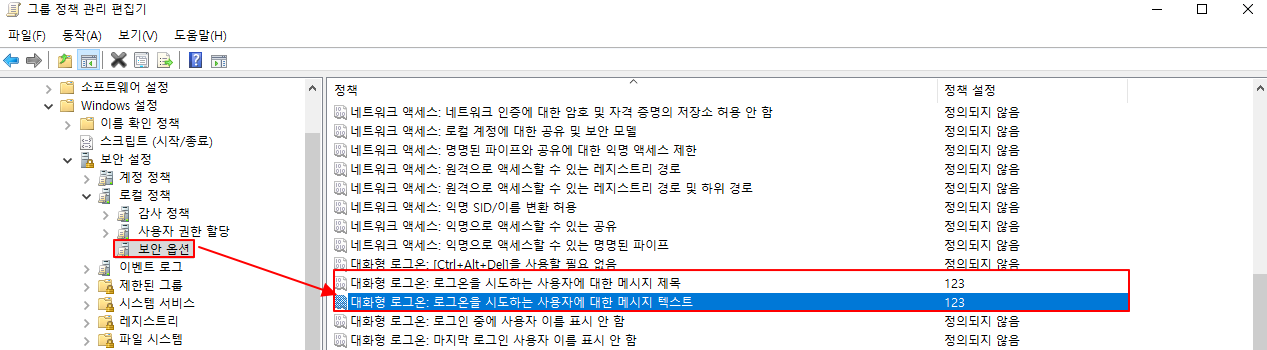 그룹 정책 관리 편집기
파일(F) 동작(A) 보기(V) 도움말(H)
소프트웨어 설정
Windows 설정
이름 확인 정책
스크립트 (시작/종료)
보안 설정
계정 정책
로컬 정책
감사 정책
사용자 권한 할당
보안 옵션
이벤트 로그
제한된 그룹
시스템 서비스
레지스트리
파일 시스템
정책 정책 설정
네트워크 액세스: 네트워크 인증에 대한 암호 및 자격 증명의 저장소 허용 안 함 정의되지 않음
네트워크 액세스: 로컬 계정에 대한 공유 및 보안 모델 정의되지 않음
네트워크 액세스: 명명된 파이프와 공유에 대한 익명 액세스 제한 정의되지 않음
네트워크 액세스: 원격으로 액세스할 수 있는 레지스트리 경로 정의되지 않음
네트워크 액세스: 원격으로 액세스할 수 있는 레지스트리 경로 및 하위 경로 정의되지 않음
네트워크 액세스: 익명 SID/이름 변환 허용 정의되지 않음
네트워크 액세스: 익명으로 액세스할 수 있는 공유 정의되지 않음
네트워크 액세스: 익명으로 액세스할 수 있는 명명된 파이프 정의되지 않음
대화형 로그온: [Ctrl+Alt+Del]을 사용할 필요 없음 정의되지 않음
대화형 로그온: 로그온을 시도하는 사용자에 대한 메시지 제목 123
대화형 로그온: 로그온을 시도하는 사용자에 대한 메시지 텍스트 123
대화형 로그온: 로그인 중에 사용자 이름 표시 안 함 정의되지 않음
대화형 로그온: 마지막 로그인 사용자 이름 표시 안 함 정의되지 않음